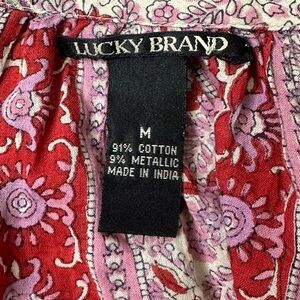 LUCKY BRAND
M
91% COTTON
9% METALLIC
MADE IN INDIA